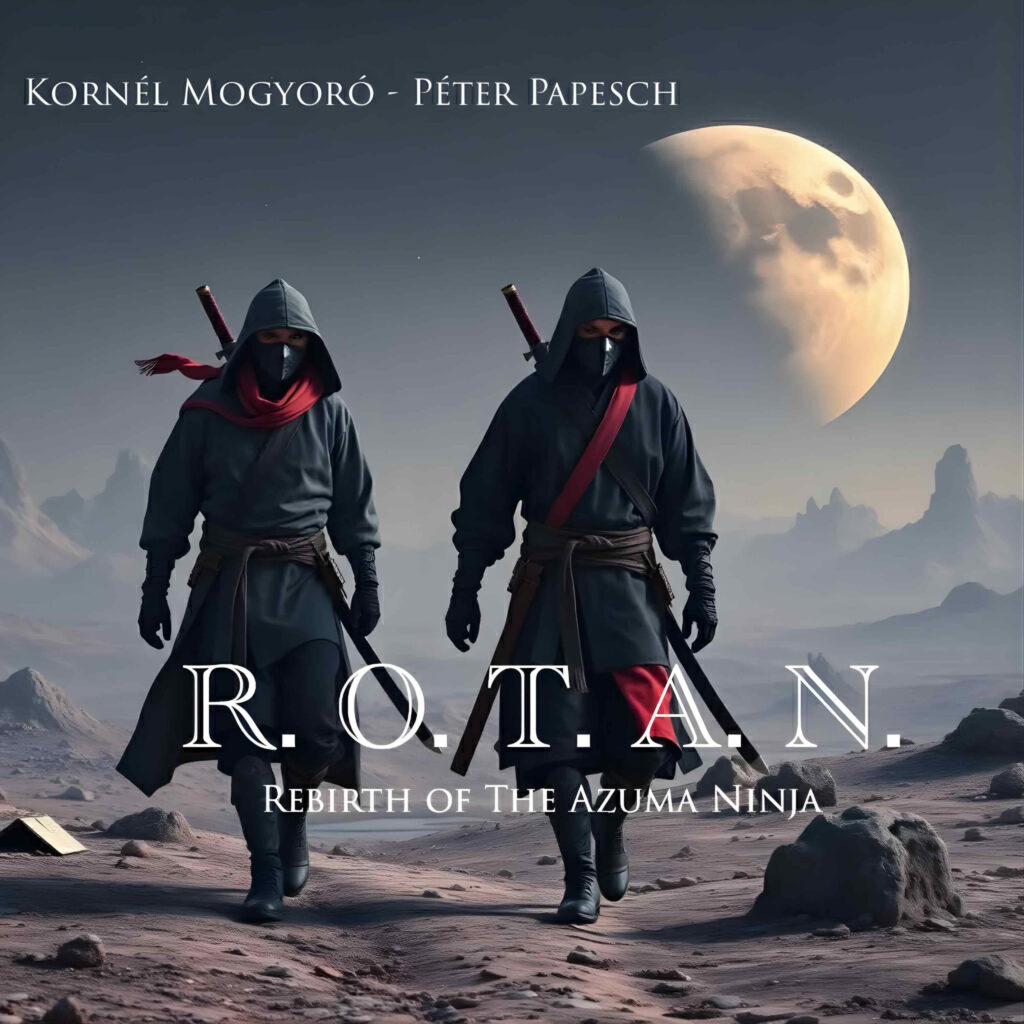 Kornél Mogyoró - Péter Papesch
R. O. T. A. N.
Rebirth of The Azuma Ninja